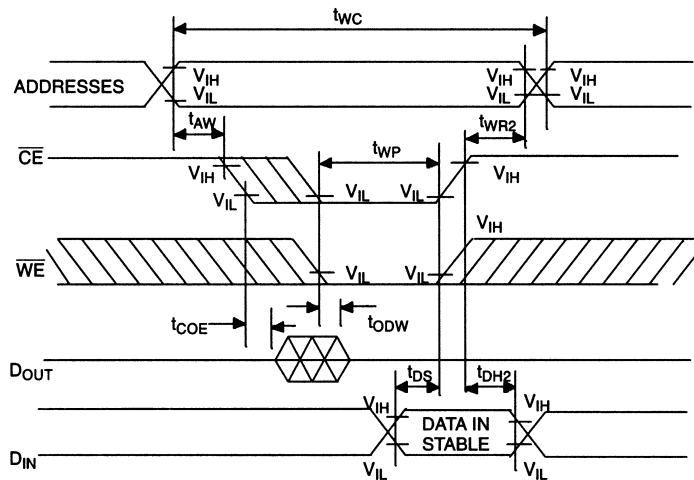 tWC
ADDRESSES VIH VIH VIH
VIL VIL VIL
tAW tWR2
CE tWP
VIH VIH
VIL VIL VIL
VIH
WE VIL VIL
tCOE tODW
DOUT tDS tDH2
VIH DATA IN VIH
STABLE
DIN VIL VIL